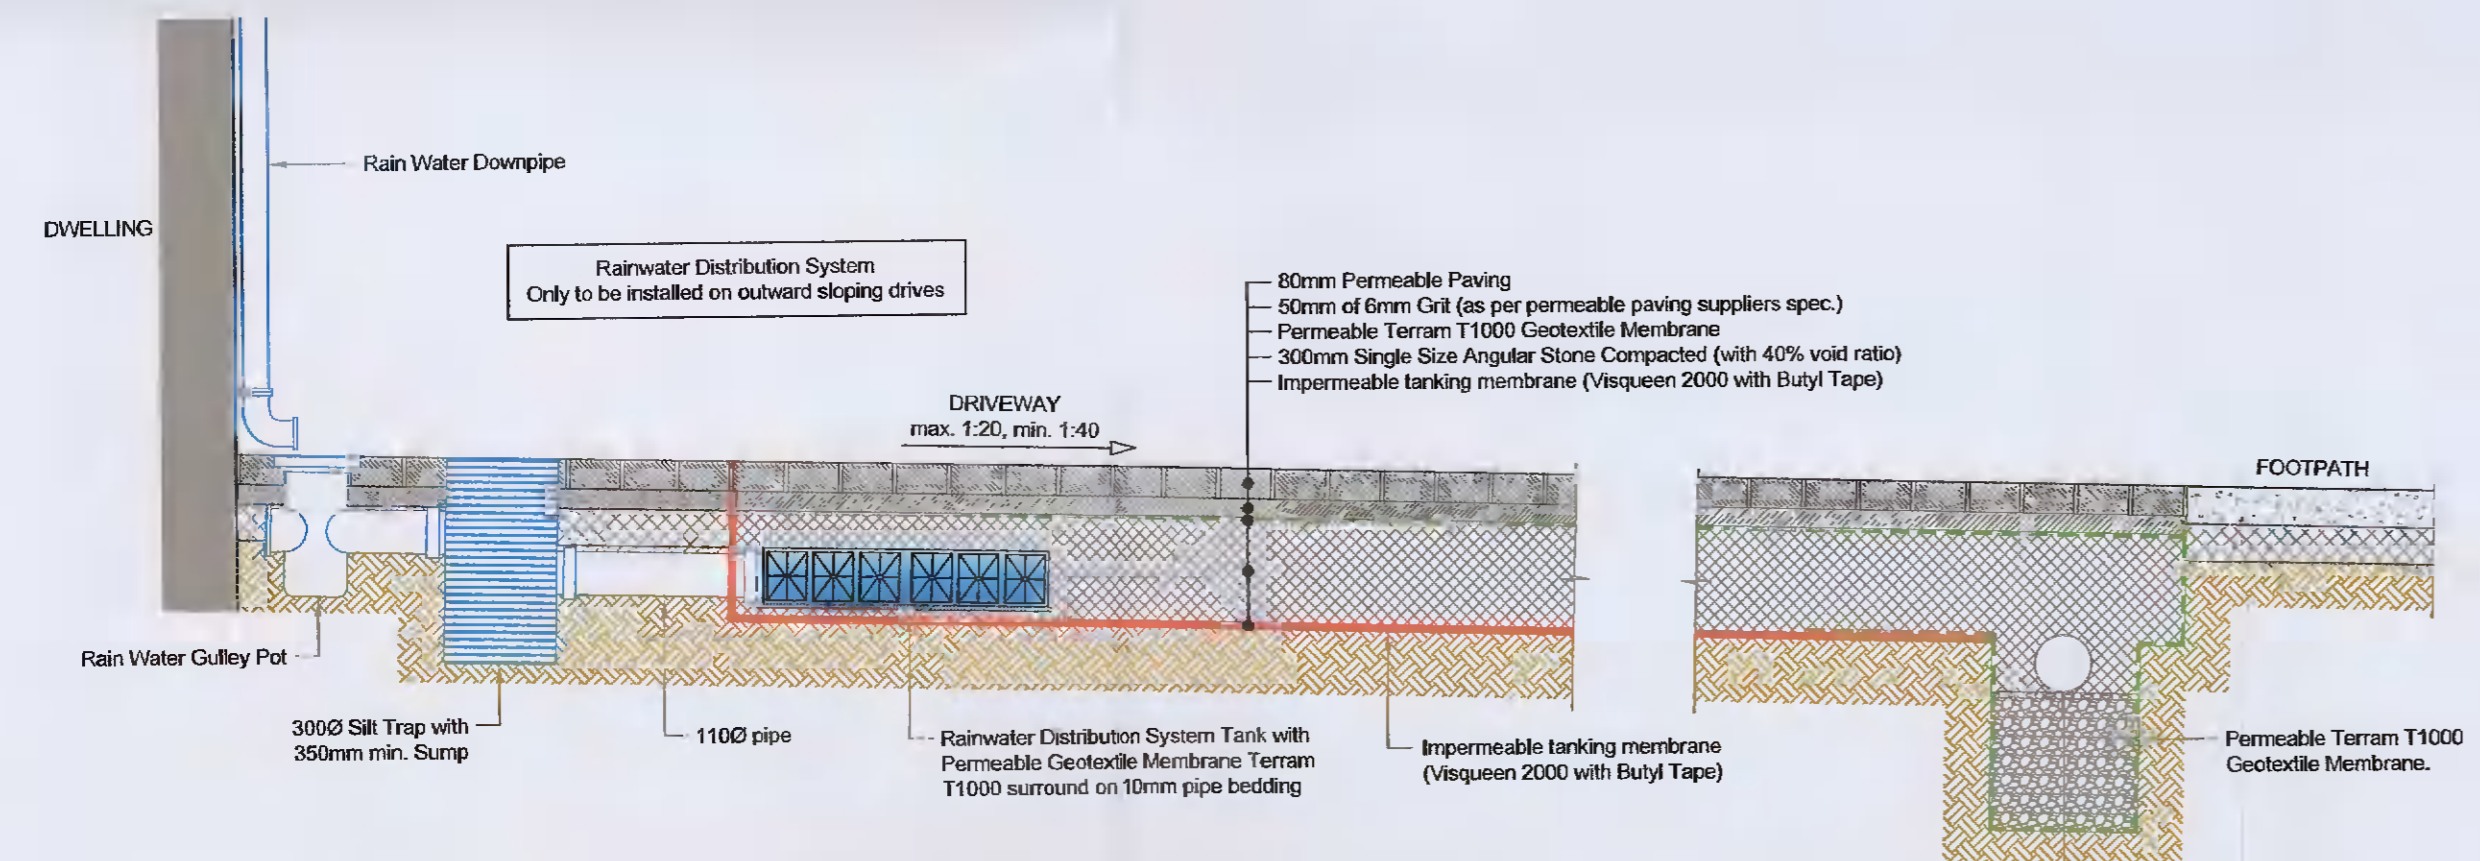 Rain Water Downpipe
DWELLING
Rainwater Distribution System
Only to be installed on outward sloping drives
80mm Permeable Paving
50mm of 6mm Grit (as per permeable paving suppliers spec.)
Permeable Terram T1000 Geotextile Membrane
300mm Single Size Angular Stone Compacted (with 40% void ratio)
Impermeable tanking membrane (Visqueen 2000 with Butyl Tape)
DRIVEWAY
max. 1:20, min. 1:40
FOOTPATH
Rain Water Gulley Pot
300Ø Silt Trap with
350mm min. Sump
110Ø pipe
Rainwater Distribution System Tank with
Permeable Geotextile Membrane Terram
T1000 surround on 10mm pipe bedding
Impermeable tanking membrane
(Visqueen 2000 with Butyl Tape)
Permeable Terram T1000
Geotextile Membrane.